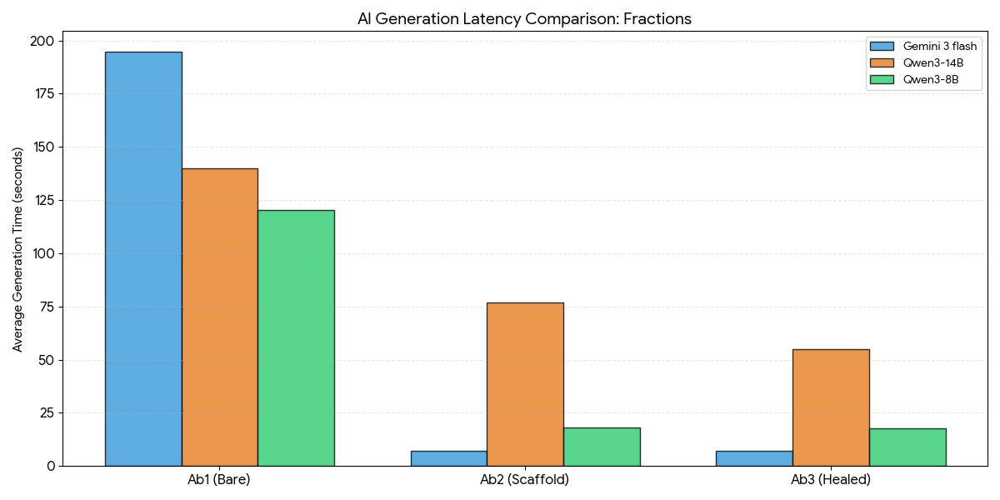 AI Generation Latency Comparison: Fractions
Gemini 3 flash
Qwen3-14B
Qwen3-8B
Average Generation Time (seconds)
200
175
150
125
100
75
50
25
0
Ab1 (Bare)
Ab2 (Scaffold)
Ab3 (Healed)